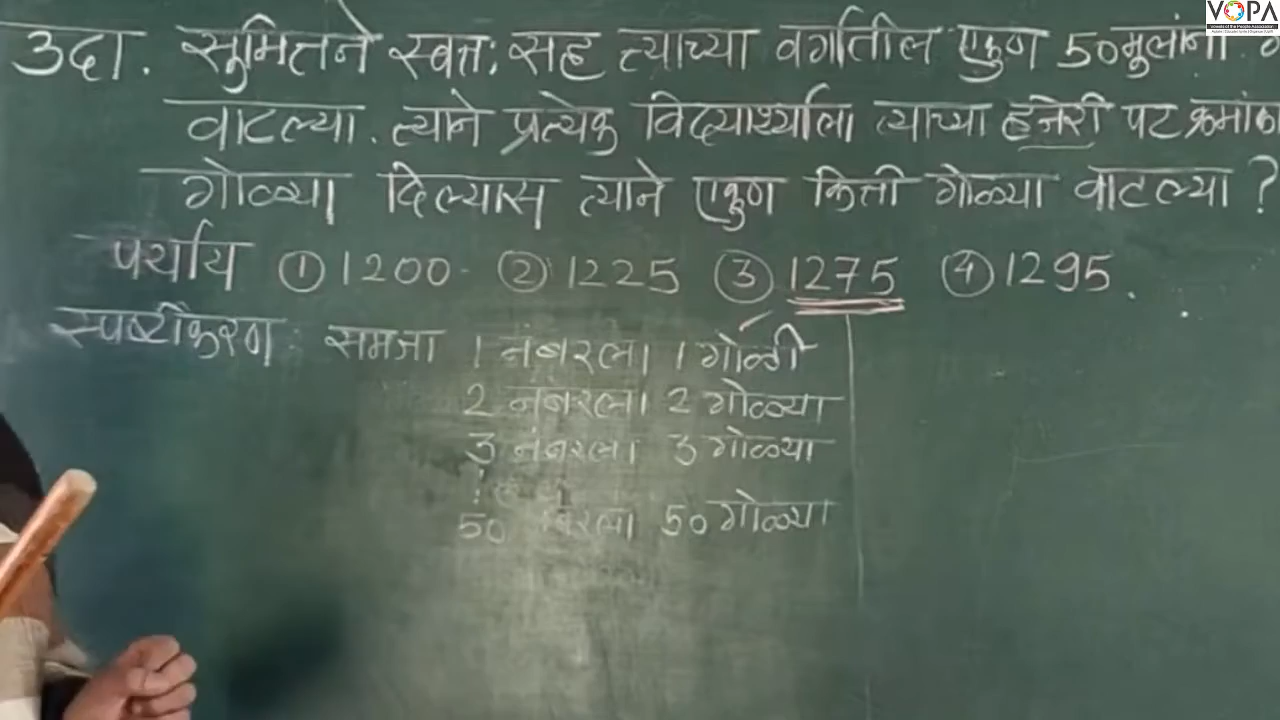 VOPA
उदा. सुमितने स्वत: सह त्याच्या वर्गातील एकुण 50 मुलांना
वाटल्या. त्याने प्रत्येक विद्यार्थ्याला त्याच्या हजेरी पट क्रमांका
गोळ्या दिल्यास त्याने एकुण किती गोळ्या वाटल्या ?
पर्याय ① 1200 ② 1225 ③ 1275 ④ 1295.
स्पष्टीकरण : समजा 1 नंबरला 1 गोळी
2 नंबरला 2 गोळ्या
3 नंबरला 3 गोळ्या
50 बरला 50 गोळ्या